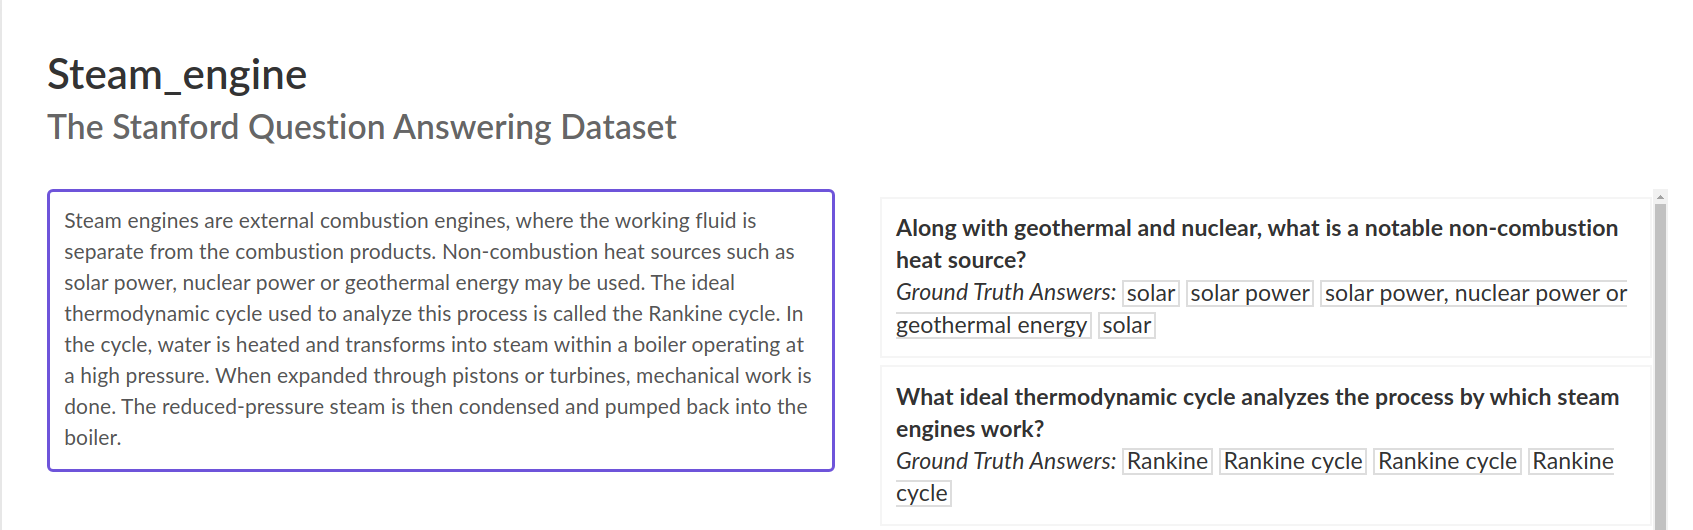 Steam_engine
The Stanford Question Answering Dataset
Steam engines are external combustion engines, where the working fluid is
separate from the combustion products. Non-combustion heat sources such as
solar power, nuclear power or geothermal energy may be used. The ideal
thermodynamic cycle used to analyze this process is called the Rankine cycle. In
the cycle, water is heated and transforms into steam within a boiler operating at
a high pressure. When expanded through pistons or turbines, mechanical work is
done. The reduced-pressure steam is then condensed and pumped back into the
boiler.
Along with geothermal and nuclear, what is a notable non-combustion
heat source?
Ground Truth Answers: solar solar power solar power, nuclear power or
geothermal energy solar
What ideal thermodynamic cycle analyzes the process by which steam
engines work?
Ground Truth Answers: Rankine Rankine cycle Rankine cycle Rankine
cycle